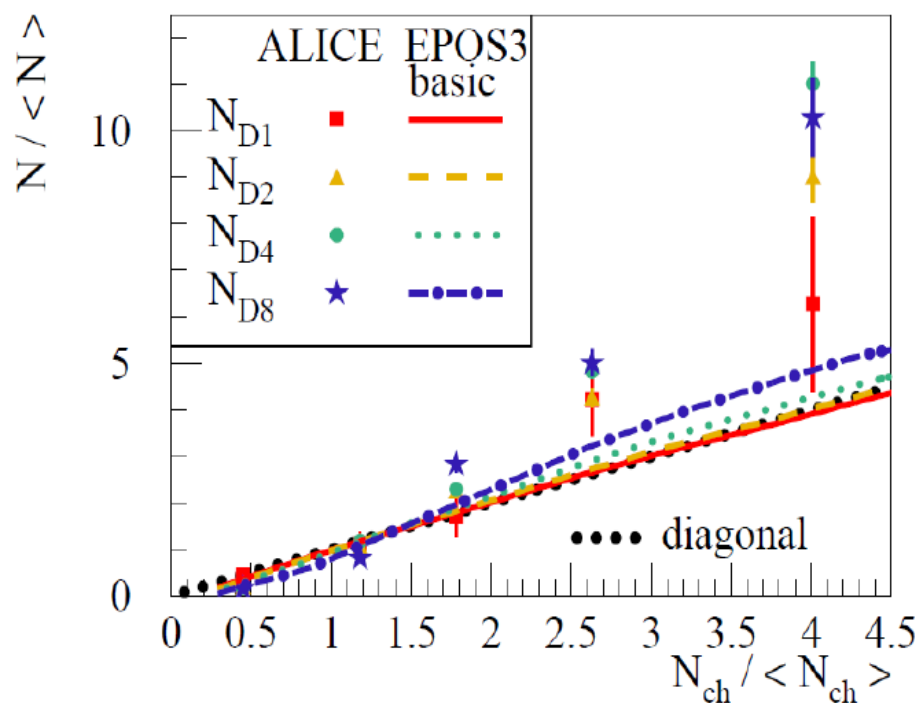 N / < N >
ALICE EPOS3
basic
N_D1
N_D2
N_D4
N_D8
10
5
0
diagonal
0 0.5 1 1.5 2 2.5 3 3.5 4 4.5
N_ch / < N_ch >